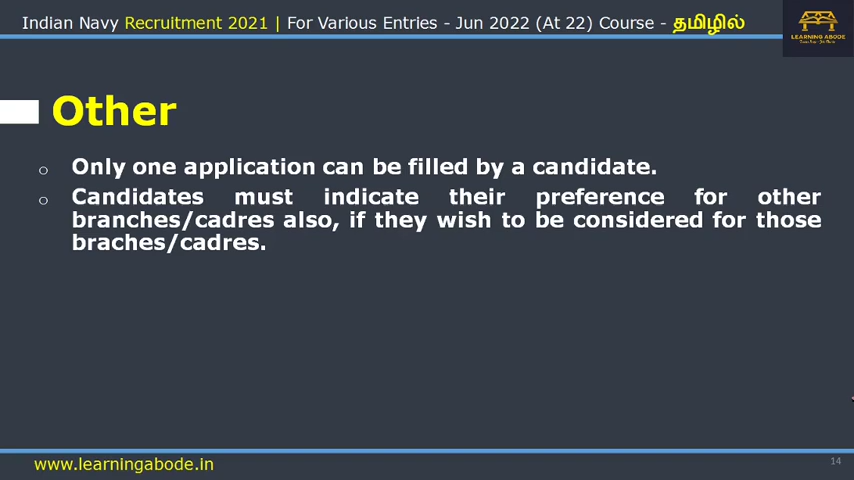 Indian Navy Recruitment 2021 | For Various Entries - Jun 2022 (At 22) Course - தமிழில்
LEARNING ABODE
Other
○ Only one application can be filled by a candidate.
○ Candidates must indicate their preference for other
branches/cadres also, if they wish to be considered for those
braches/cadres.
www.learningabode.in
14